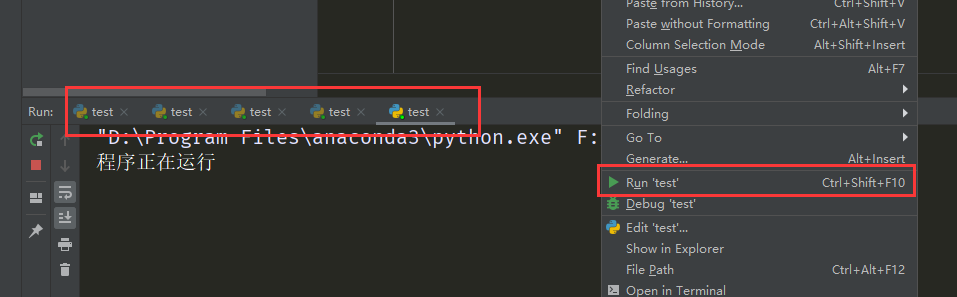 Paste from History... Ctrl+Shift+V
Paste without Formatting Ctrl+Alt+Shift+V
Column Selection Mode Alt+Shift+Insert
Find Usages Alt+F7
Refactor
Folding
Go To
Generate... Alt+Insert
Run 'test' Ctrl+Shift+F10
Debug 'test'
Edit 'test'...
Show in Explorer
File Path Ctrl+Alt+F12
Open in Terminal
Run: test test test test test
"D:\Program Files\anaconda3\python.exe" F:
程序正在运行